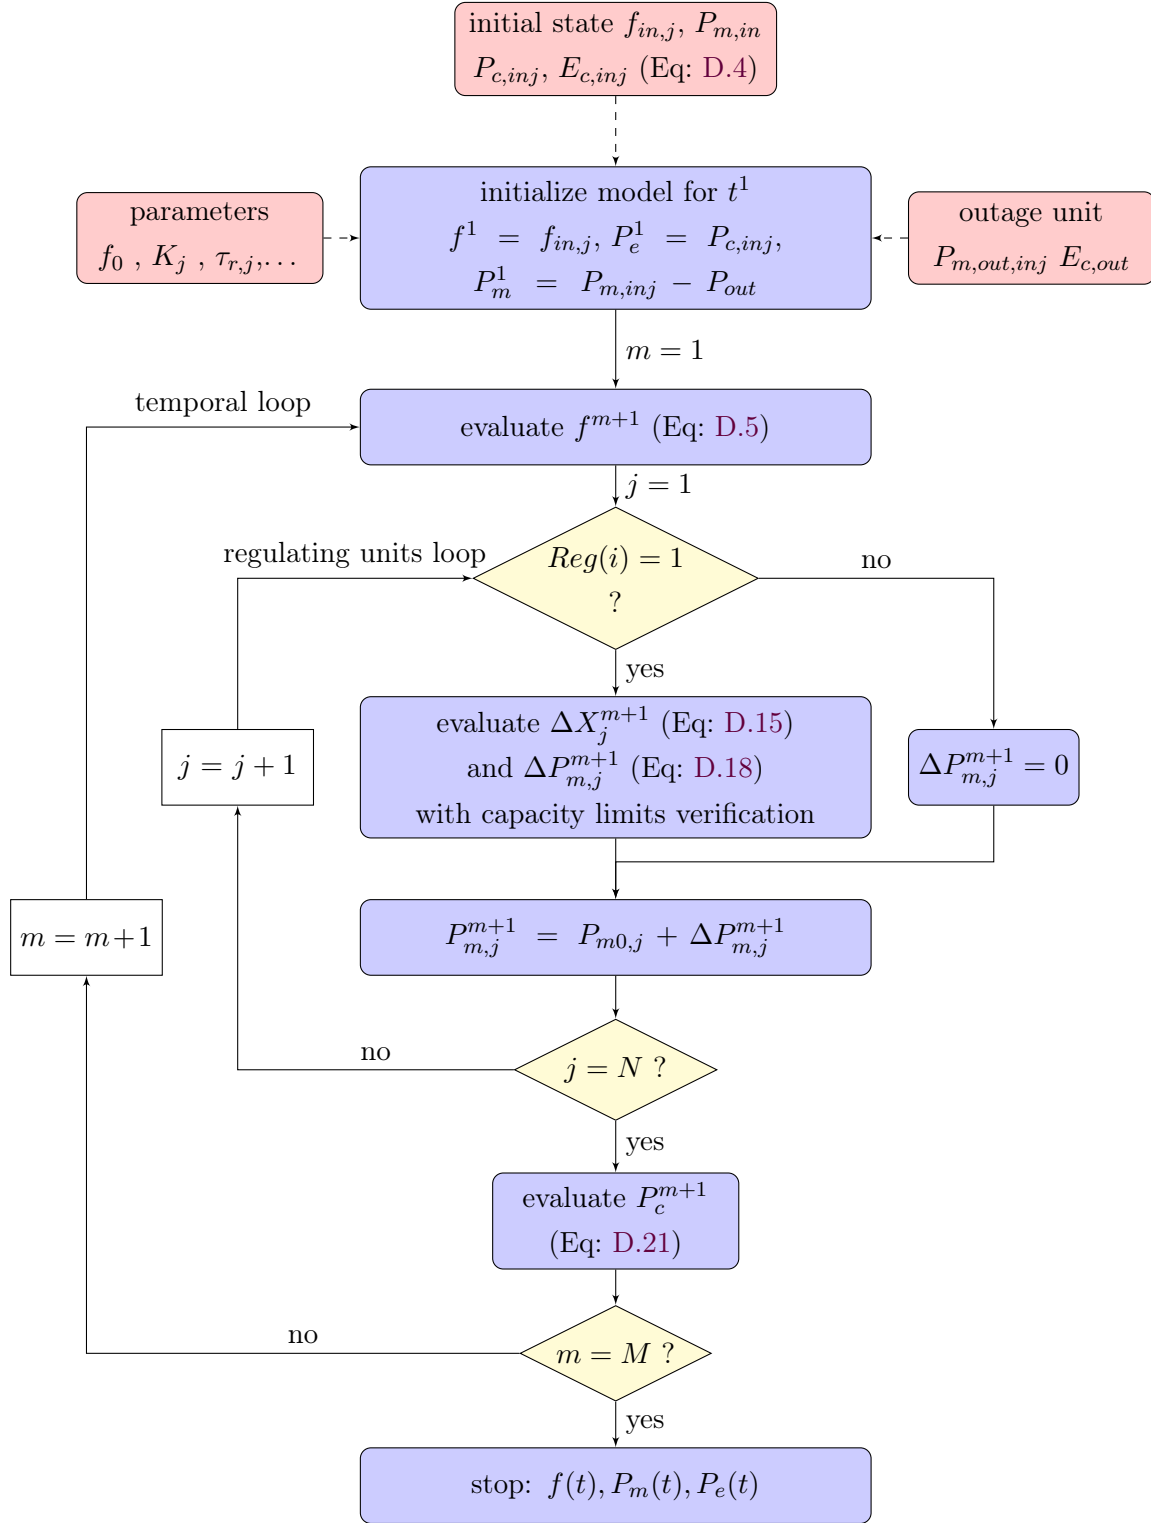 initial state f_{in,j}, P_{m,in}
P_{c,inj}, E_{c,inj} (Eq: D.4)
parameters
f_0 , K_j , τ_{r,j},…
initialize model for t^1
f^1 = f_{in,j}, P_e^1 = P_{c,inj},
P_m^1 = P_{m,inj} − P_{out}
outage unit
P_{m,out,inj} E_{c,out}
m = 1
temporal loop
evaluate f^{m+1} (Eq: D.5)
j = 1
regulating units loop
Reg(i) = 1
?
no
yes
j = j + 1
evaluate ΔX_j^{m+1} (Eq: D.15)
and ΔP_{m,j}^{m+1} (Eq: D.18)
with capacity limits verification
ΔP_{m,j}^{m+1} = 0
m = m+1
P_{m,j}^{m+1} = P_{m0,j} + ΔP_{m,j}^{m+1}
no
j = N ?
yes
evaluate P_c^{m+1}
(Eq: D.21)
no
m = M ?
yes
stop: f(t), P_m(t), P_e(t)